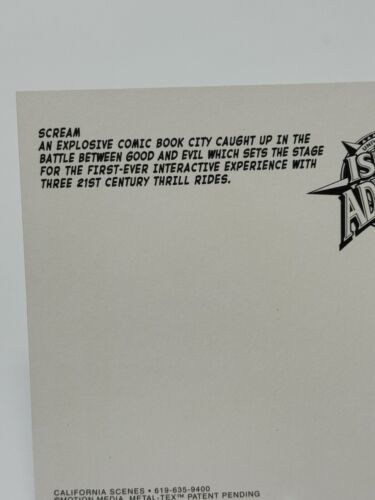 SCREAM
AN EXPLOSIVE COMIC BOOK CITY CAUGHT UP IN THE
BATTLE BETWEEN GOOD AND EVIL WHICH SETS THE STAGE
FOR THE FIRST-EVER INTERACTIVE EXPERIENCE WITH
THREE 21ST CENTURY THRILL RIDES.
CALIFORNIA SCENES • 619-635-9400
©MOTION MEDIA, METAL-TEX™ PATENT PENDING